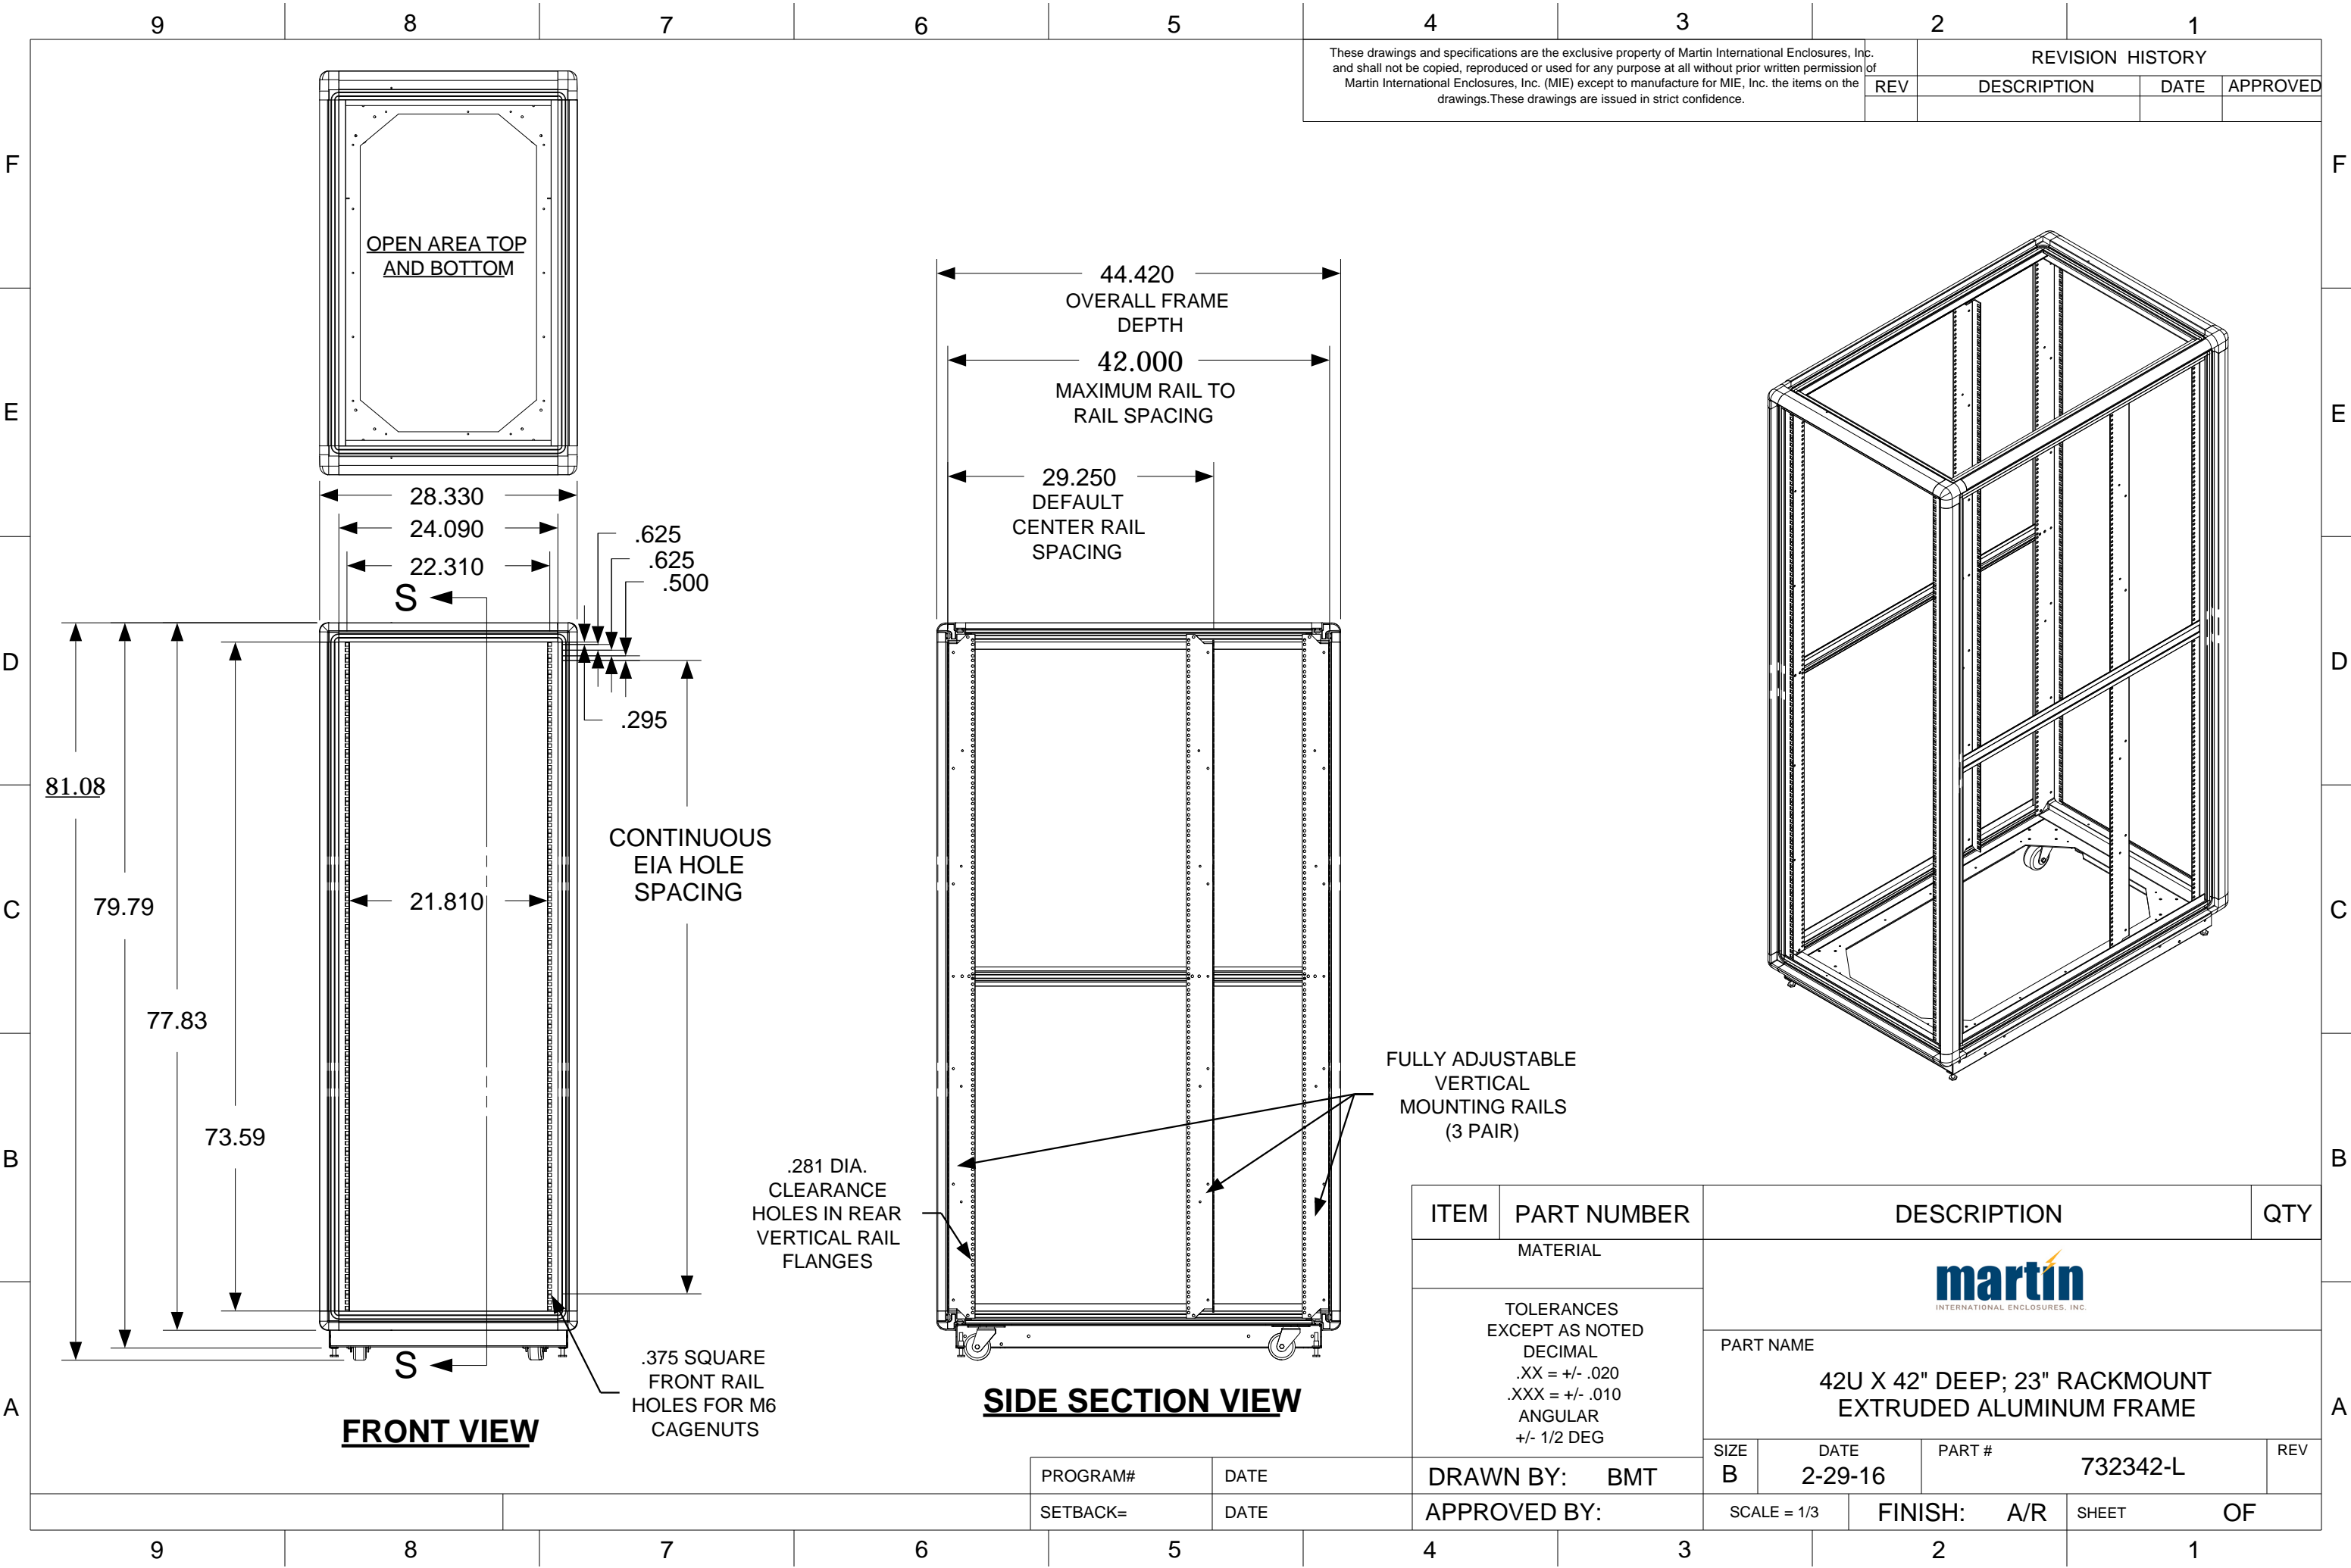 9 8 7 6 5 4 3 2 1
These drawings and specifications are the exclusive property of Martin International Enclosures, Inc.
and shall not be copied, reproduced or used for any purpose at all without prior written permission of
Martin International Enclosures, Inc. (MIE) except to manufacture for MIE, Inc. the items on the
drawings.These drawings are issued in strict confidence.
REVISION HISTORY
REV DESCRIPTION DATE APPROVED
F F
OPEN AREA TOP
AND BOTTOM
E E
44.420
OVERALL FRAME
DEPTH
42.000
MAXIMUM RAIL TO
RAIL SPACING
29.250
DEFAULT
CENTER RAIL
SPACING
28.330
24.090
22.310
S
.625
.625
.500
.295
D D
81.08
79.79
77.83
73.59
21.810
CONTINUOUS
EIA HOLE
SPACING
C C
B B
.281 DIA.
CLEARANCE
HOLES IN REAR
VERTICAL RAIL
FLANGES
FULLY ADJUSTABLE
VERTICAL
MOUNTING RAILS
(3 PAIR)
S
.375 SQUARE
FRONT RAIL
HOLES FOR M6
CAGENUTS
A A
FRONT VIEW
SIDE SECTION VIEW
ITEM PART NUMBER DESCRIPTION QTY
MATERIAL
martin
INTERNATIONAL ENCLOSURES, INC.
TOLERANCES
EXCEPT AS NOTED
DECIMAL
.XX = +/- .020
.XXX = +/- .010
ANGULAR
+/- 1/2 DEG
PART NAME
42U X 42" DEEP; 23" RACKMOUNT
EXTRUDED ALUMINUM FRAME
SIZE DATE PART # REV
B 2-29-16 732342-L
PROGRAM# DATE DRAWN BY: BMT
SETBACK= DATE APPROVED BY: SCALE = 1/3 FINISH: A/R SHEET OF
9 8 7 6 5 4 3 2 1